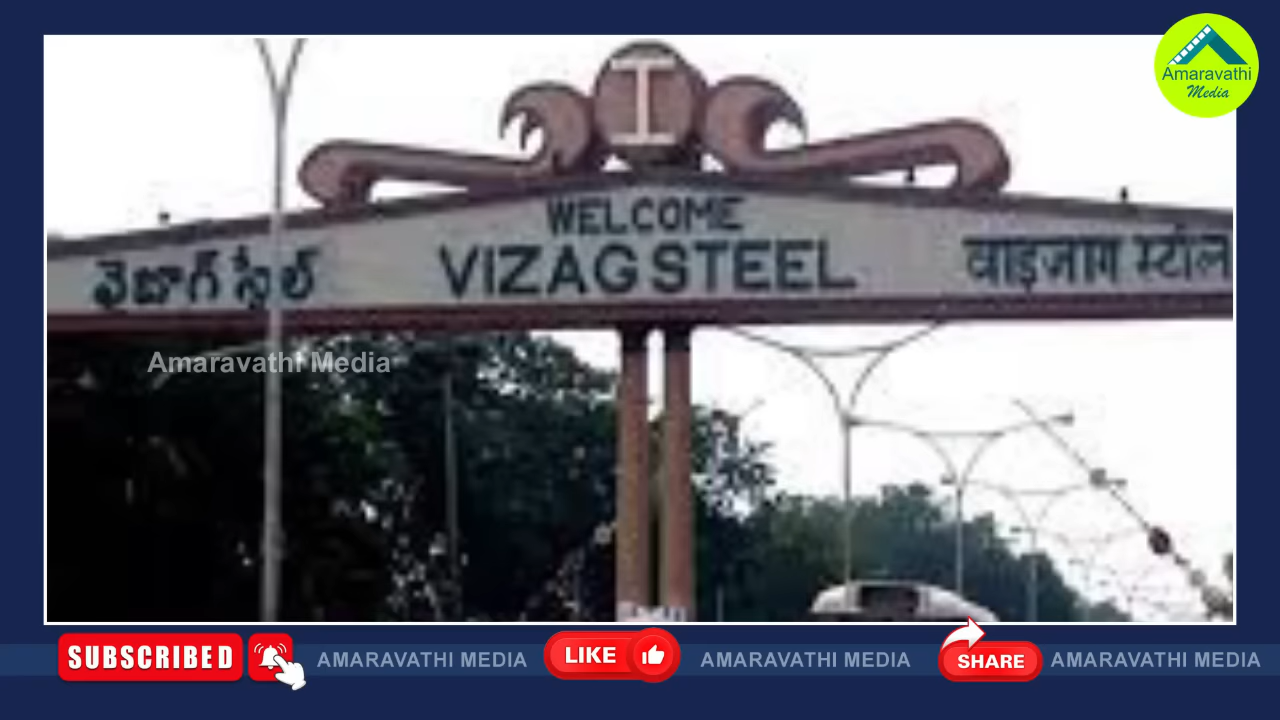 Amaravathi
Media
WELCOME
వైజాగ్ స్టీల్ VIZAG STEEL वाइजाग स्टील
Amaravathi Media
SUBSCRIBED AMARAVATHI MEDIA LIKE AMARAVATHI MEDIA SHARE AMARAVATHI MEDIA